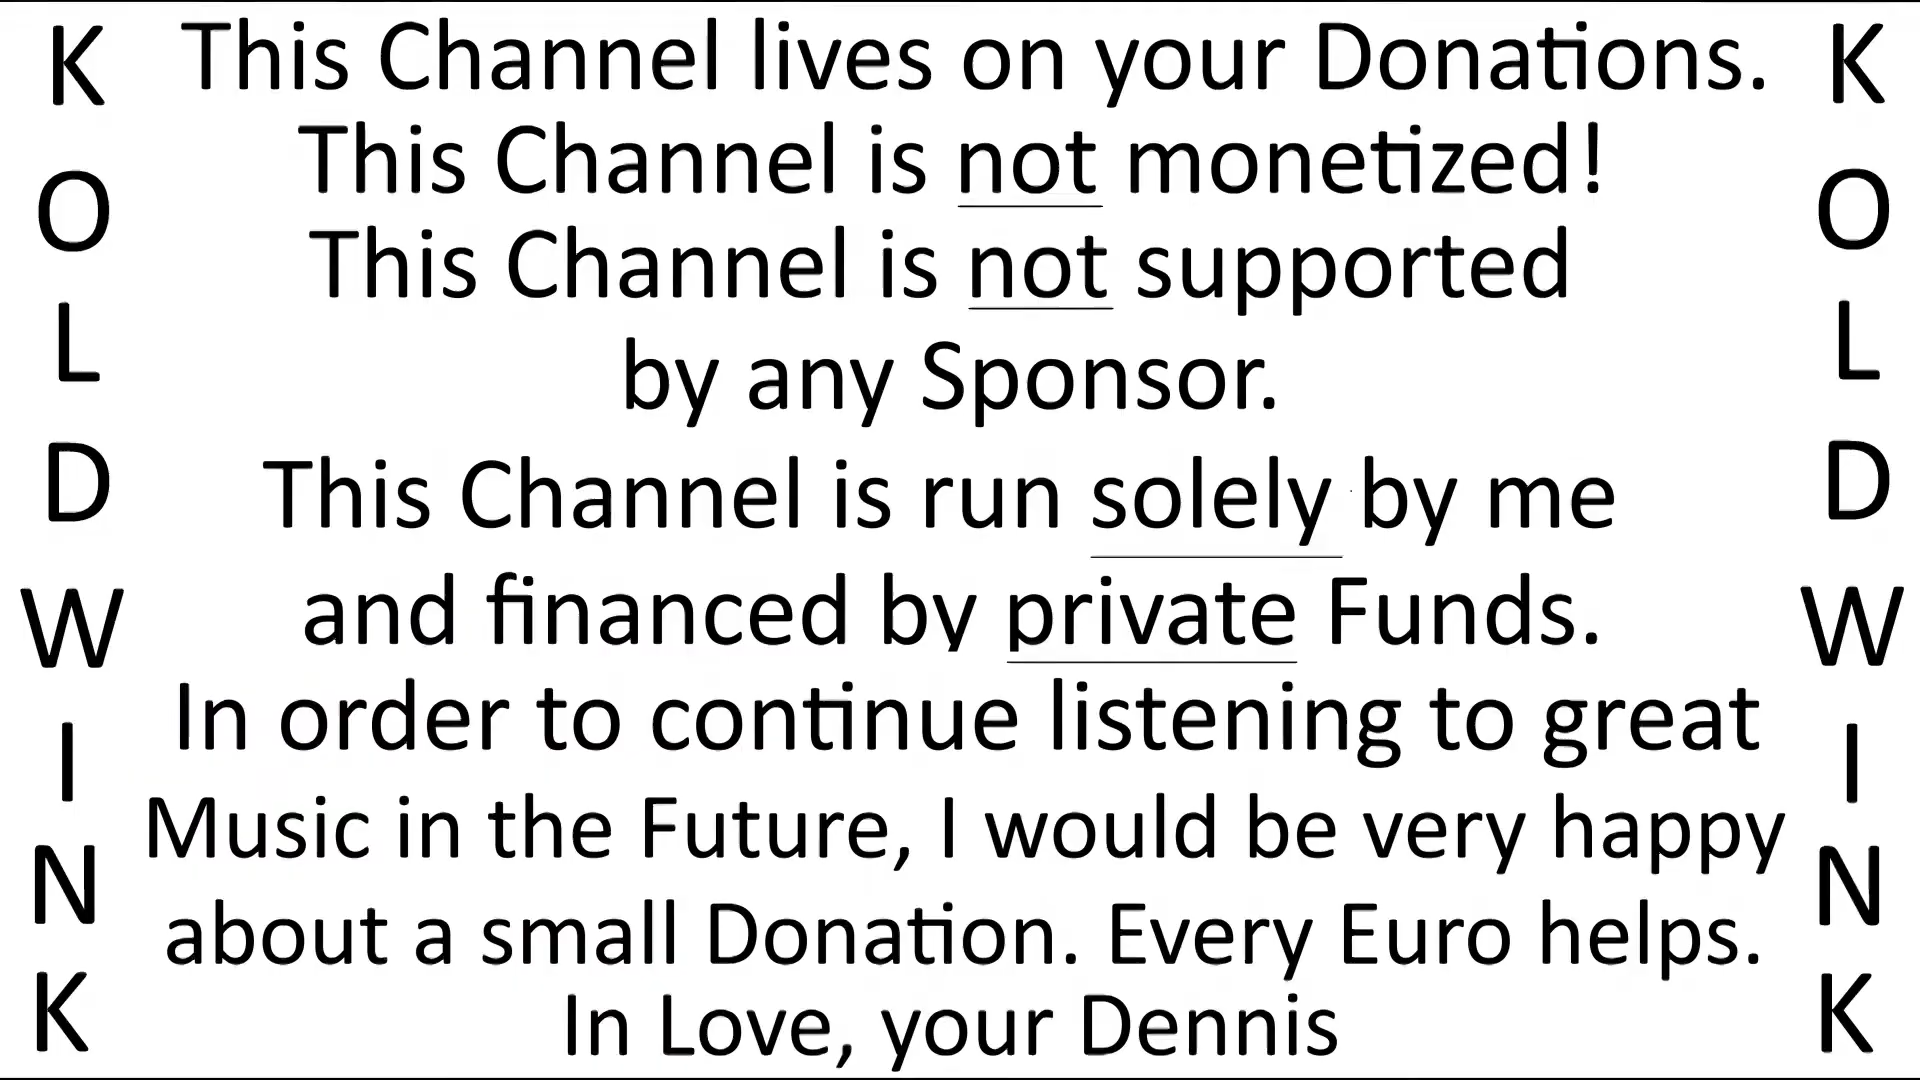 This Channel lives on your Donations.
This Channel is not monetized!
This Channel is not supported
by any Sponsor.
This Channel is run solely by me
and financed by private Funds.
In order to continue listening to great
Music in the Future, I would be very happy
about a small Donation. Every Euro helps.
In Love, your Dennis
KOLDWINK
KOLDWINK